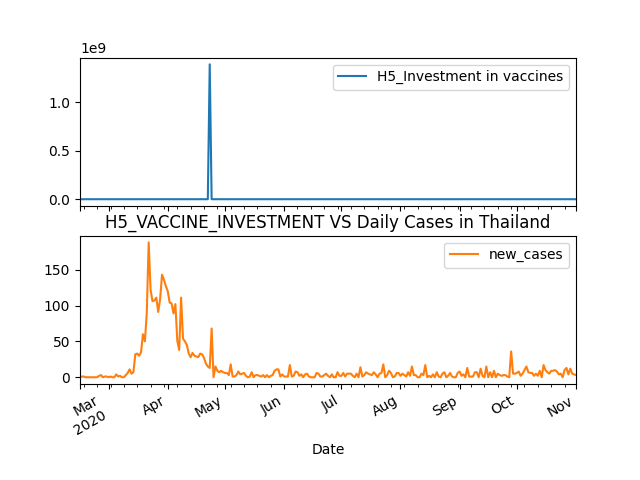 1e9
H5_Investment in vaccines
1.0
0.5
0.0
H5_VACCINE_INVESTMENT VS Daily Cases in Thailand
new_cases
150
100
50
0
Mar
2020
Apr
May
Jun
Jul
Aug
Sep
Oct
Nov
Date